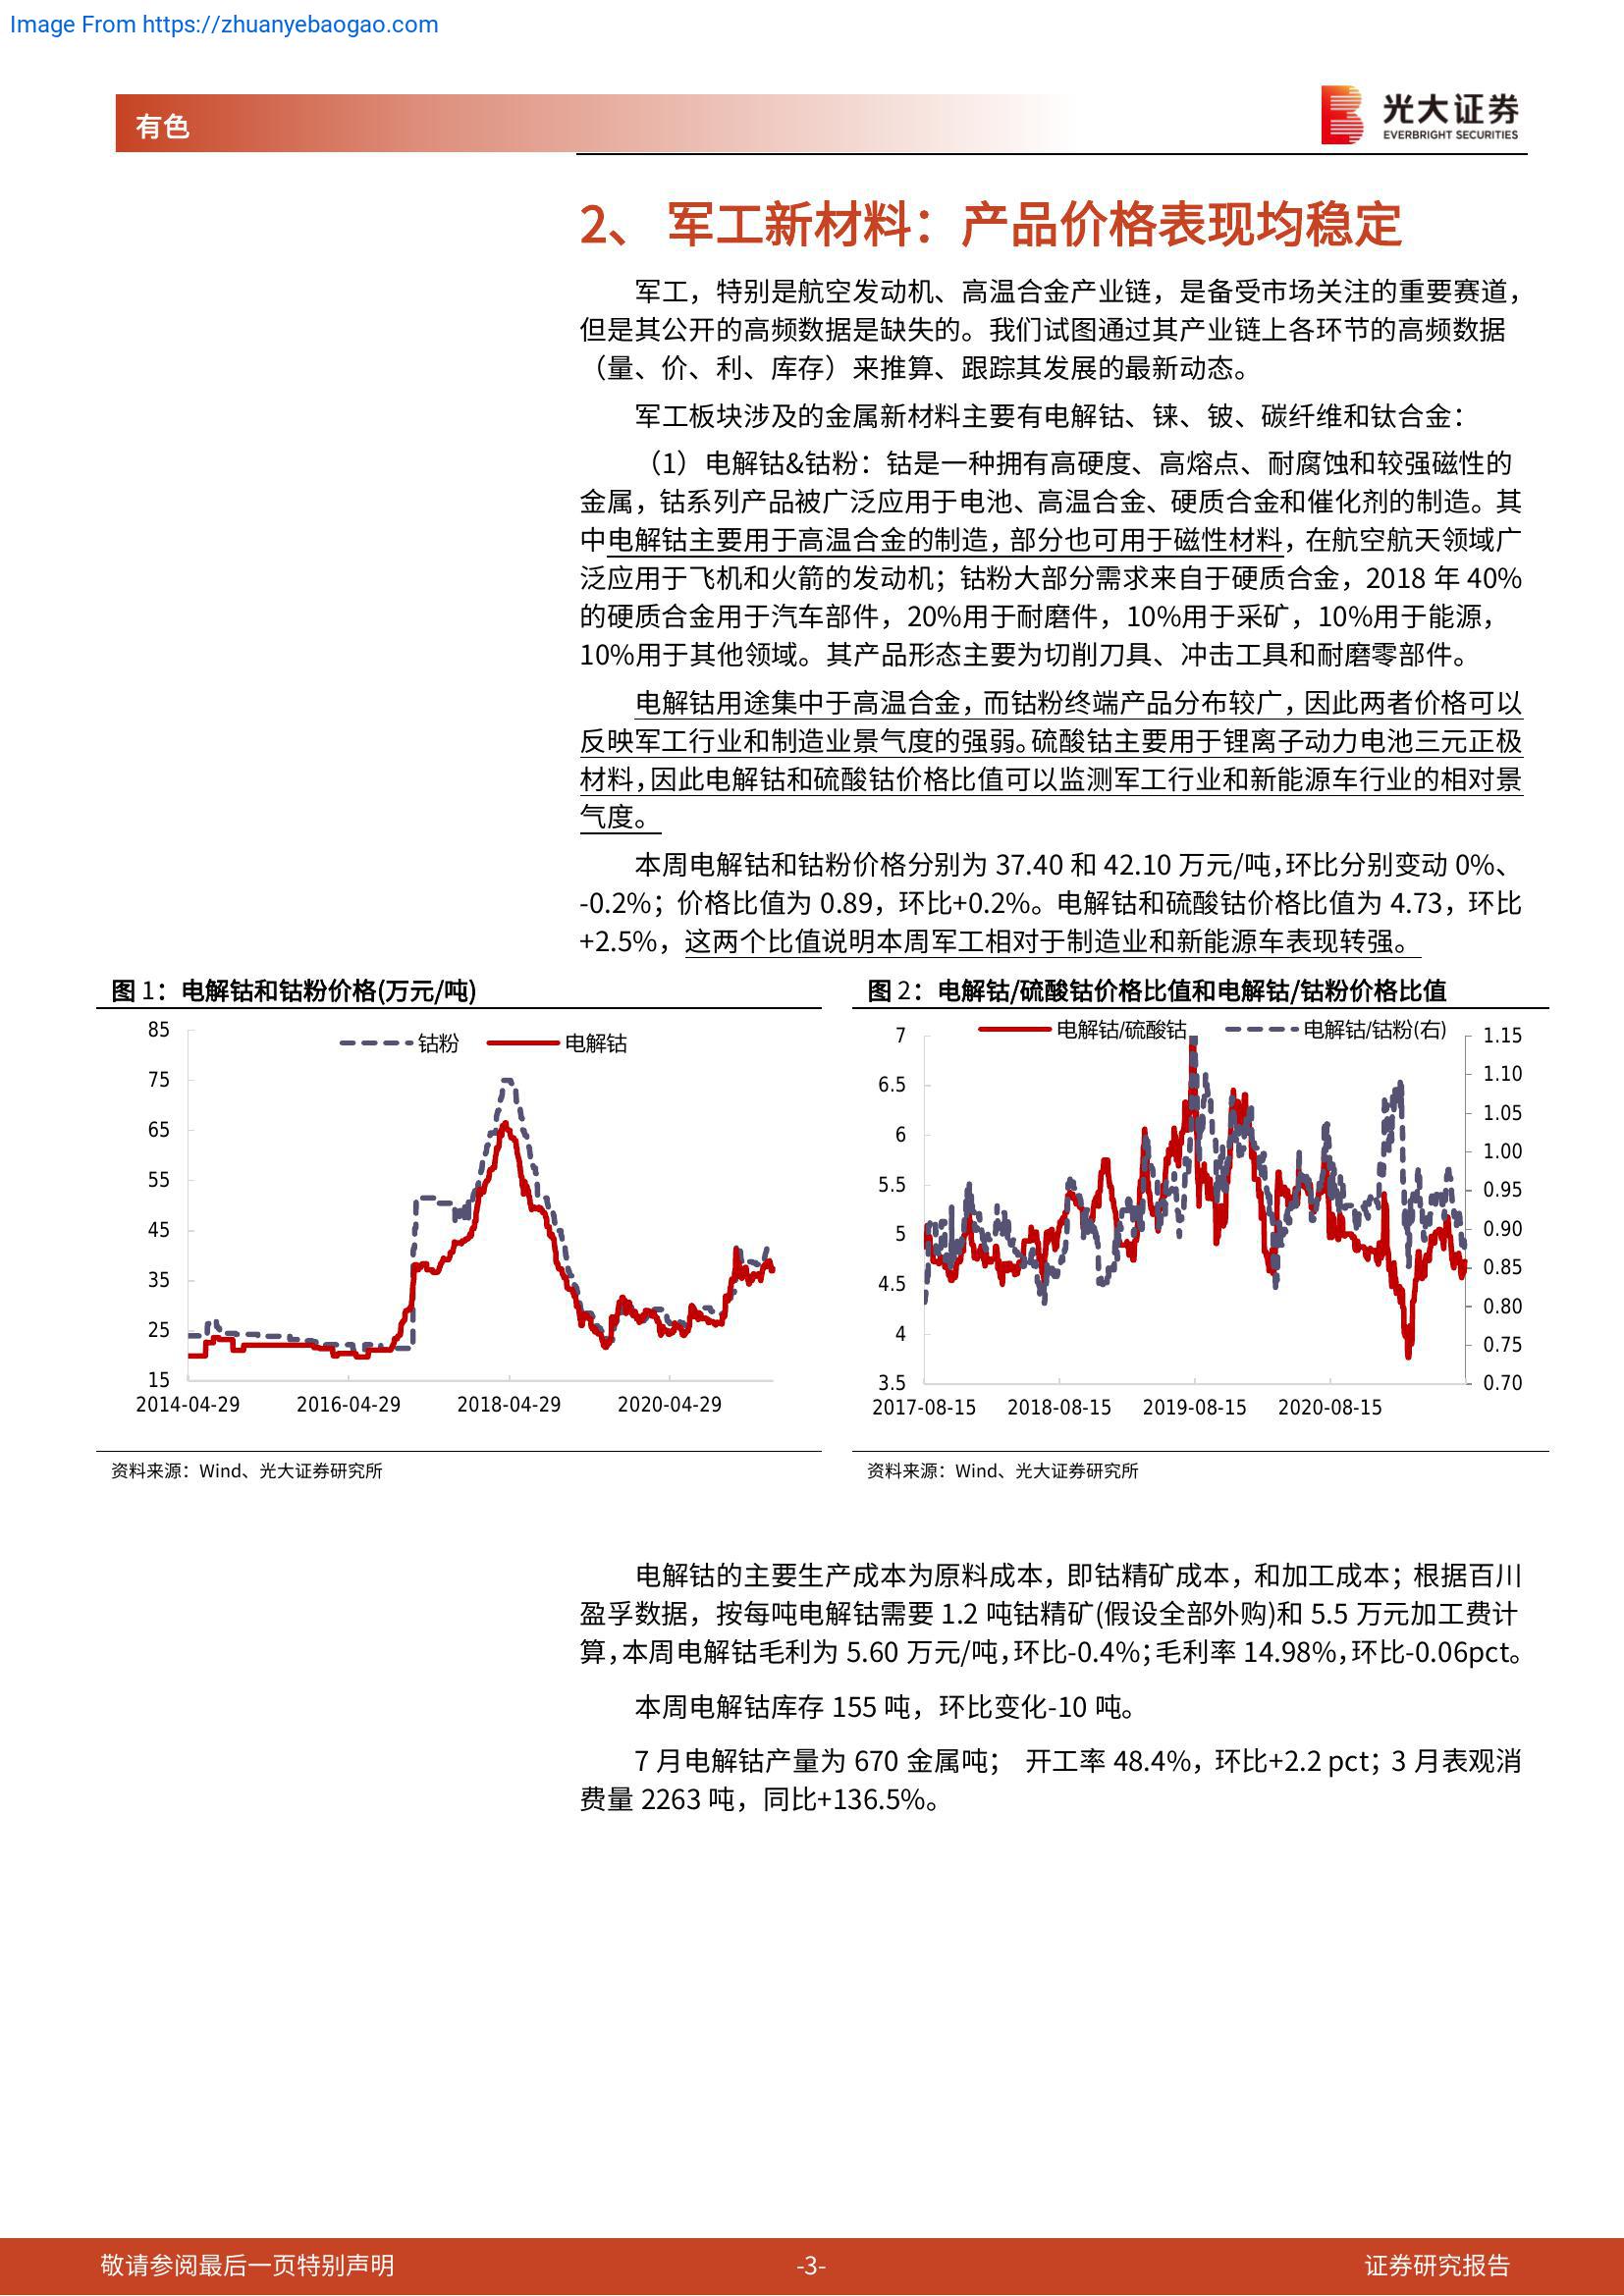 Image From https://zhuanyebaogao.com
有色
光大证券
EVERBRIGHT SECURITIES
2、 军工新材料：产品价格表现均稳定
军工，特别是航空发动机、高温合金产业链，是备受市场关注的重要赛道，
但是其公开的高频数据是缺失的。我们试图通过其产业链上各环节的高频数据
（量、价、利、库存）来推算、跟踪其发展的最新动态。
军工板块涉及的金属新材料主要有电解钴、铼、铍、碳纤维和钛合金：
（1）电解钴&钴粉：钴是一种拥有高硬度、高熔点、耐腐蚀和较强磁性的
金属，钴系列产品被广泛应用于电池、高温合金、硬质合金和催化剂的制造。其
中电解钴主要用于高温合金的制造，部分也可用于磁性材料，在航空航天领域广
泛应用于飞机和火箭的发动机；钴粉大部分需求来自于硬质合金，2018 年 40%
的硬质合金用于汽车部件，20%用于耐磨件，10%用于采矿，10%用于能源，
10%用于其他领域。其产品形态主要为切削刀具、冲击工具和耐磨零部件。
电解钴用途集中于高温合金，而钴粉终端产品分布较广，因此两者价格可以
反映军工行业和制造业景气度的强弱。硫酸钴主要用于锂离子动力电池三元正极
材料，因此电解钴和硫酸钴价格比值可以监测军工行业和新能源车行业的相对景
气度。
本周电解钴和钴粉价格分别为 37.40 和 42.10 万元/吨，环比分别变动 0%、
-0.2%；价格比值为 0.89，环比+0.2%。电解钴和硫酸钴价格比值为 4.73，环比
+2.5%，这两个比值说明本周军工相对于制造业和新能源车表现转强。
图 1：电解钴和钴粉价格(万元/吨)
85
75
65
55
45
35
25
15
钴粉
电解钴
2014-04-29
2016-04-29
2018-04-29
2020-04-29
资料来源：Wind、光大证券研究所
图 2：电解钴/硫酸钴价格比值和电解钴/钴粉价格比值
电解钴/硫酸钴
电解钴/钴粉(右)
7
6.5
6
5.5
5
4.5
4
3.5
1.15
1.10
1.05
1.00
0.95
0.90
0.85
0.80
0.75
0.70
2017-08-15
2018-08-15
2019-08-15
2020-08-15
资料来源：Wind、光大证券研究所
电解钴的主要生产成本为原料成本，即钴精矿成本，和加工成本；根据百川
盈孚数据，按每吨电解钴需要 1.2 吨钴精矿(假设全部外购)和 5.5 万元加工费计
算，本周电解钴毛利为 5.60 万元/吨，环比-0.4%；毛利率 14.98%，环比-0.06pct。
本周电解钴库存 155 吨，环比变化-10 吨。
7 月电解钴产量为 670 金属吨； 开工率 48.4%，环比+2.2 pct；3 月表观消
费量 2263 吨，同比+136.5%。
敬请参阅最后一页特别声明
-3-
证券研究报告